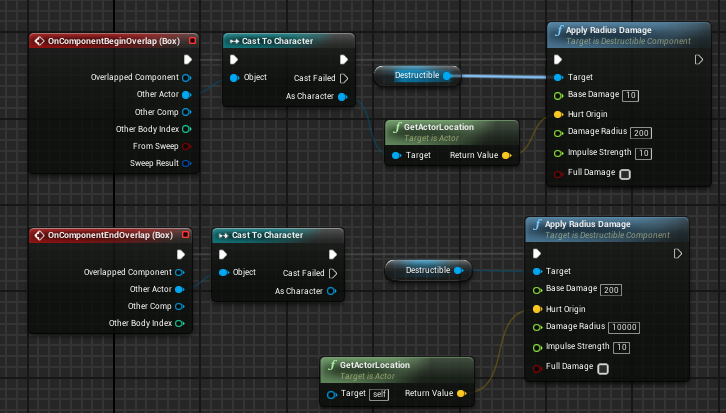 OnComponentBeginOverlap (Box)
Overlapped Component
Other Actor
Other Comp
Other Body Index
From Sweep
Sweep Result
Cast To Character
Object
Cast Failed
As Character
Destructible
GetActorLocation
Target is Actor
Target
Return Value
Apply Radius Damage
Target is Destructible Component
Target
Base Damage 10
Hurt Origin
Damage Radius 200
Impulse Strength 10
Full Damage
OnComponentEndOverlap (Box)
Overlapped Component
Other Actor
Other Comp
Other Body Index
Cast To Character
Object
Cast Failed
As Character
Destructible
GetActorLocation
Target is Actor
Target self
Return Value
Apply Radius Damage
Target is Destructible Component
Target
Base Damage 200
Hurt Origin
Damage Radius 10000
Impulse Strength 10
Full Damage